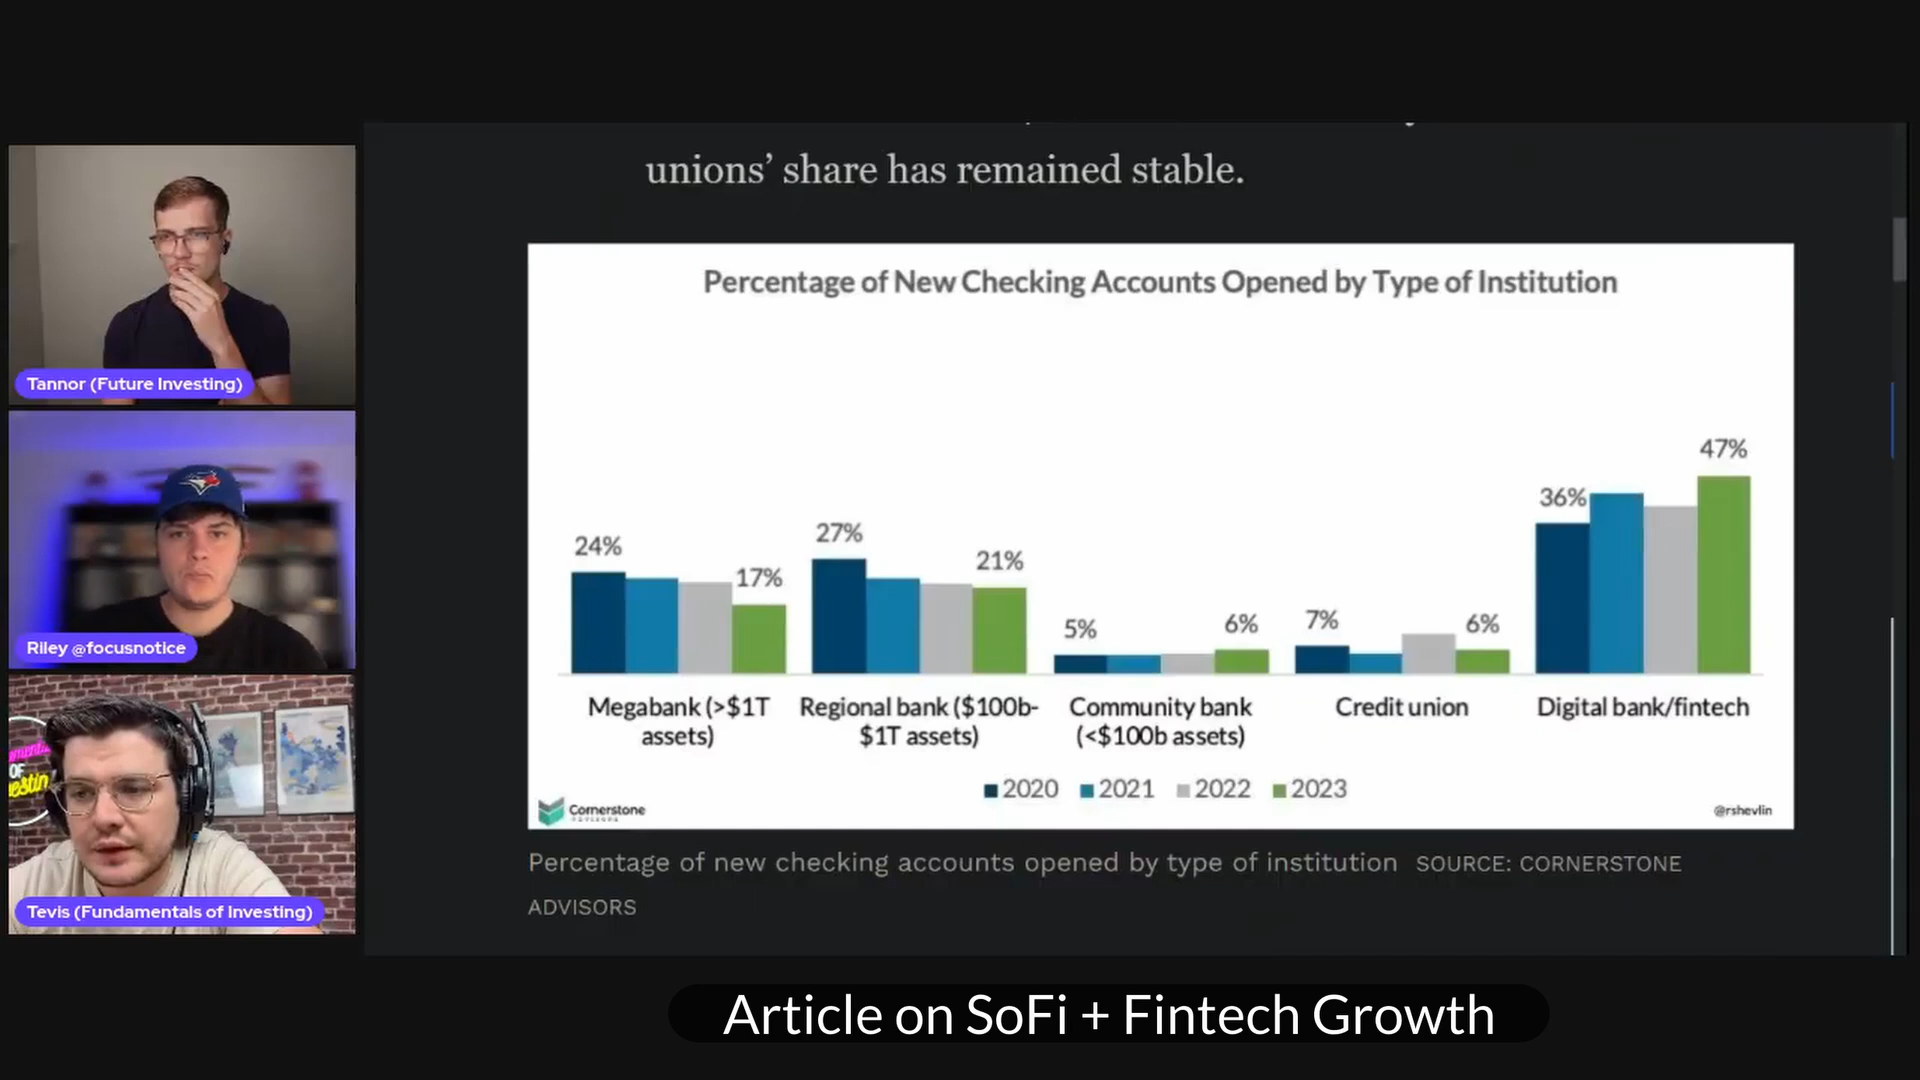 unions’ share has remained stable.
Percentage of New Checking Accounts Opened by Type of Institution
24%
17%
27%
21%
5%
6%
7%
6%
36%
47%
Megabank (>$1T
assets)
Regional bank ($100b-
$1T assets)
Community bank
(<$100b assets)
Credit union
Digital bank/fintech
2020 2021 2022 2023
Cornerstone
ADVISORS
@rshevlin
Percentage of new checking accounts opened by type of institution SOURCE: CORNERSTONE
ADVISORS
Tannor (Future Investing)
Riley @focusnotice
OF
Tevis (Fundamentals of Investing)
Article on SoFi + Fintech Growth